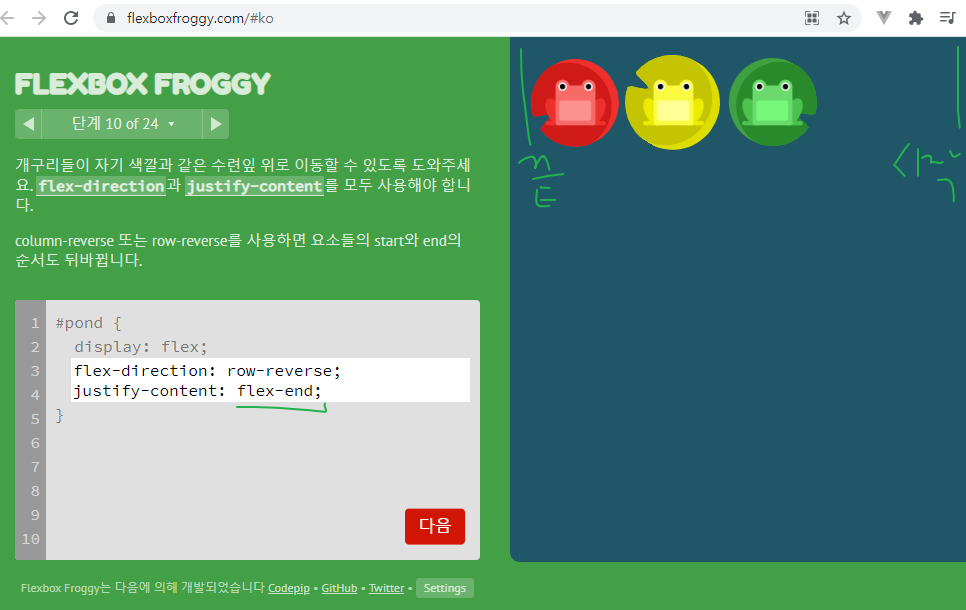 flexboxfroggy.com/#ko
FLEXBOX FROGGY
단계 10 of 24
개구리들이 자기 색깔과 같은 수련잎 위로 이동할 수 있도록 도와주세
요. flex-direction과 justify-content를 모두 사용해야 합니
다.
column-reverse 또는 row-reverse를 사용하면 요소들의 start와 end의
순서도 뒤바뀝니다.
1 #pond {
2 display: flex;
3 flex-direction: row-reverse;
4 justify-content: flex-end;
5 }
6
7
8
9
10
다음
Flexbox Froggy는 다음에 의해 개발되었습니다 Codepip • GitHub • Twitter • Settings